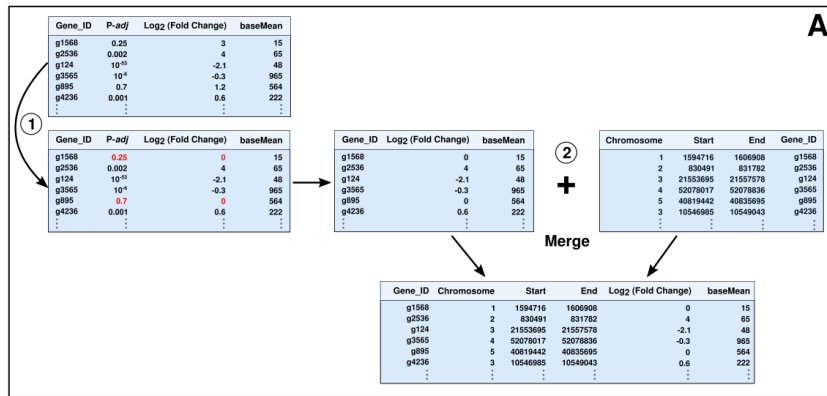 A
Gene_ID P-adj Log2 (Fold Change) baseMean
g1568 0.25 3 15
g2536 0.002 4 65
g124 10-53 -2.1 48
g3565 10-6 -0.3 965
g895 0.7 1.2 564
g4236 0.001 0.6 222
1
Gene_ID P-adj Log2 (Fold Change) baseMean
g1568 0.25 0 15
g2536 0.002 4 65
g124 10-53 -2.1 48
g3565 10-6 -0.3 965
g895 0.7 0 564
g4236 0.001 0.6 222
Gene_ID Log2 (Fold Change) baseMean
g1568 0 15
g2536 4 65
g124 -2.1 48
g3565 -0.3 965
g895 0 564
g4236 0.6 222
2
+
Merge
Chromosome Start End Gene_ID
1 1594716 1606908 g1568
2 830491 831782 g2536
3 21553695 21557578 g124
4 52078017 52078836 g3565
5 40819442 40835695 g895
3 10546985 10549043 g4236
Gene_ID Chromosome Start End Log2 (Fold Change) baseMean
g1568 1 1594716 1606908 0 15
g2536 2 830491 831782 4 65
g124 3 21553695 21557578 -2.1 48
g3565 4 52078017 52078836 -0.3 965
g895 5 40819442 40835695 0 564
g4236 3 10546985 10549043 0.6 222